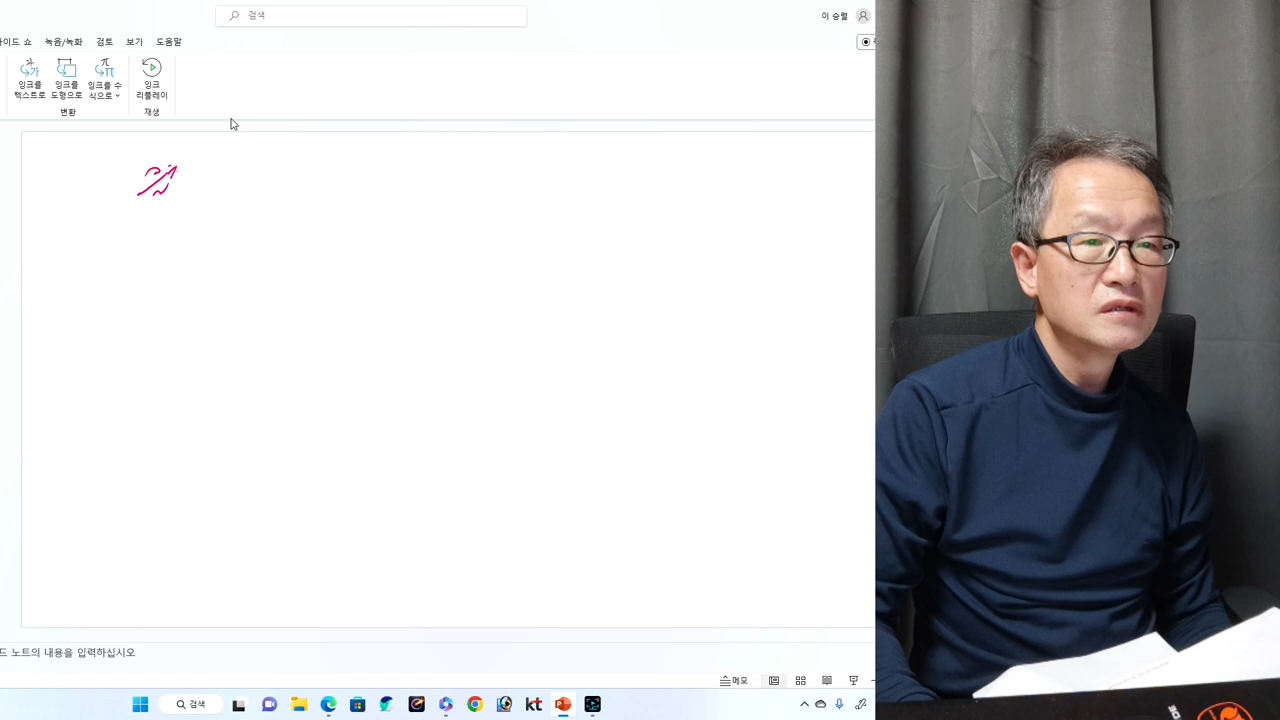 검색
이 승렬
이드 쇼 녹음/녹화 검토 보기 도움말
잉크를 텍스트로
잉크를 도형으로
잉크를 수식으로
잉크 리플레이
변환
재생
드 노트의 내용을 입력하십시오
메모
검색
kt